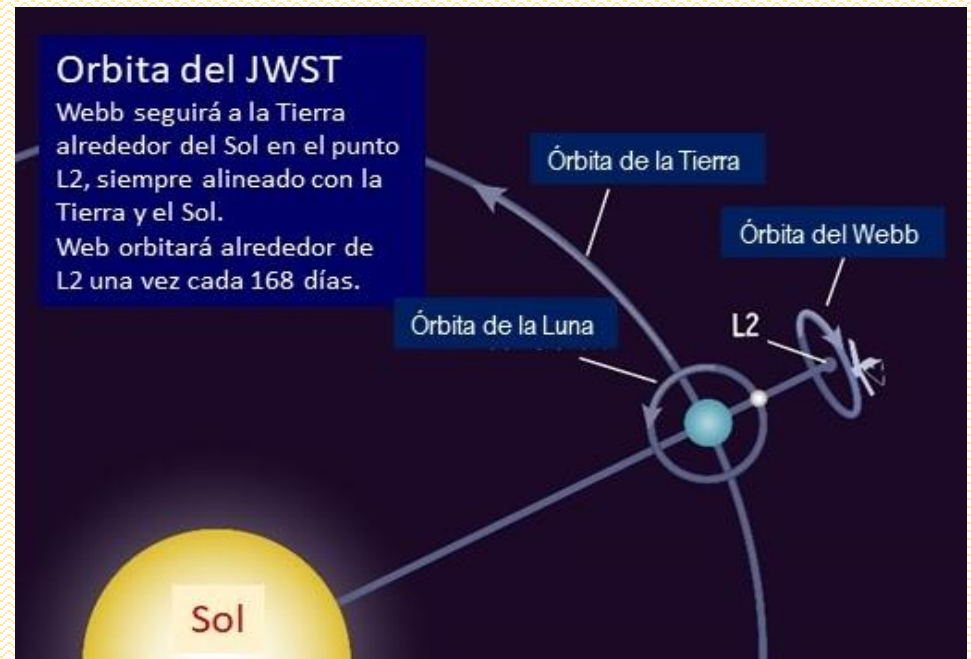 Orbita del JWST
Webb seguirá a la Tierra
alrededor del Sol en el punto
L2, siempre alineado con la
Tierra y el Sol.
Web orbitará alrededor de
L2 una vez cada 168 días.
Órbita de la Tierra
Órbita del Webb
Órbita de la Luna
L2
Sol